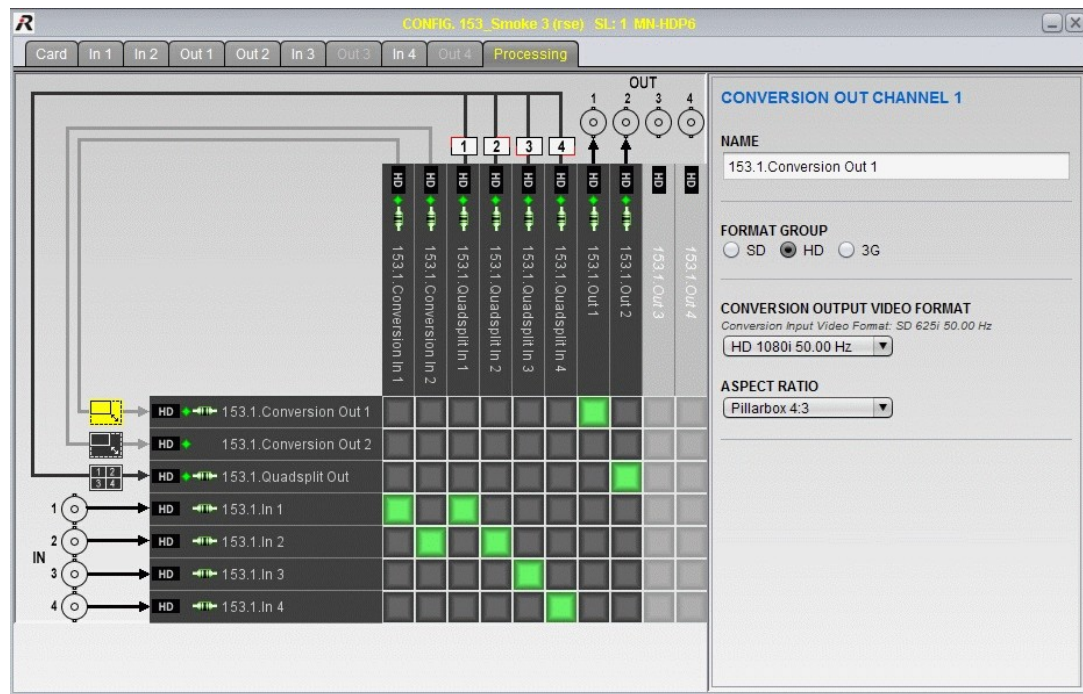 R
CONFIG. 153_Smoke 3 (rse) SL: 1 MN-HDP6
Card In 1 In 2 Out 1 Out 2 In 3 Out 3 In 4 Out 4 Processing
OUT
1 2 3 4
1 2 3 4
HD HD HD HD HD HD HD HD HD HD
153.1.Conversion In 1
153.1.Conversion In 2
153.1.Quadsplit In 1
153.1.Quadsplit In 2
153.1.Quadsplit In 3
153.1.Quadsplit In 4
153.1.Out 1
153.1.Out 2
153.1.Out 3
153.1.Out 4
HD 153.1.Conversion Out 1
HD 153.1.Conversion Out 2
1 2
3 4
HD 153.1.Quadsplit Out
IN
1 HD 153.1.In 1
2 HD 153.1.In 2
3 HD 153.1.In 3
4 HD 153.1.In 4
CONVERSION OUT CHANNEL 1
NAME
153.1.Conversion Out 1
FORMAT GROUP
SD HD 3G
CONVERSION OUTPUT VIDEO FORMAT
Conversion Input Video Format: SD 625i 50.00 Hz
HD 1080i 50.00 Hz
ASPECT RATIO
Pillarbox 4:3